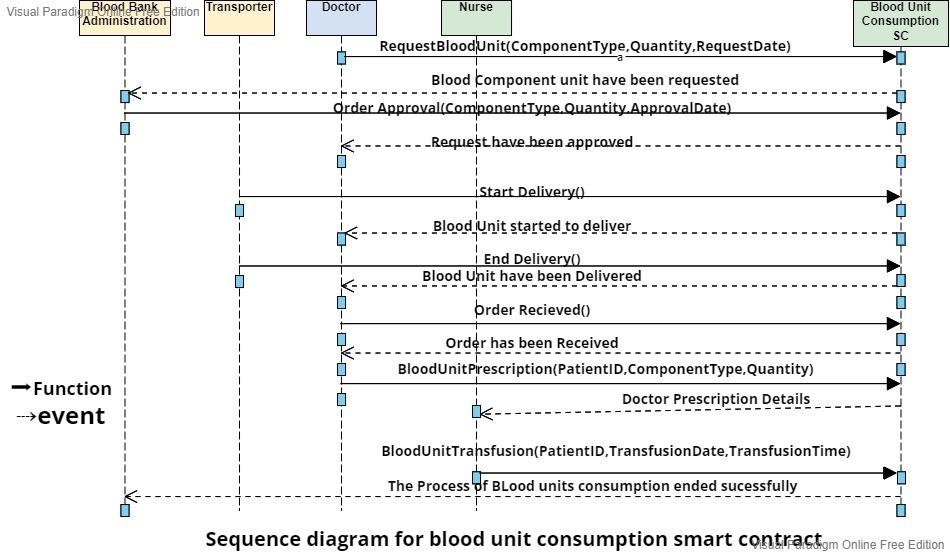 Visual Paradigm Online Free Edition
Blood Bank
Administration
Transporter
Doctor
Nurse
Blood Unit
Consumption
SC
RequestBloodUnit(ComponentType,Quantity,RequestDate)
a
Blood Component unit have been requested
Order Approval(ComponentType,Quantity,ApprovalDate)
Request have been approved
Start Delivery()
Blood Unit started to deliver
End Delivery()
Blood Unit have been Delivered
Order Recieved()
Order has been Received
BloodUnitPrescription(PatientID,ComponentType,Quantity)
Function
Doctor Prescription Details
event
BloodUnitTransfusion(PatientID,TransfusionDate,TransfusionTime)
The Process of BLood units consumption ended sucessfully
Sequence diagram for blood unit consumption smart contract
Visual Paradigm Online Free Edition